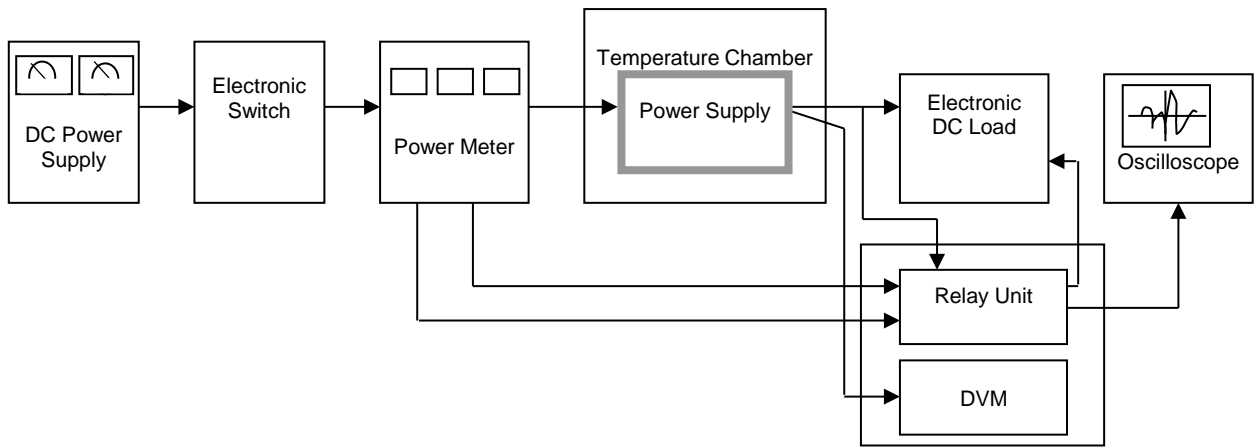 DC Power
Supply
Electronic
Switch
Power Meter
Temperature Chamber
Power Supply
Electronic
DC Load
Oscilloscope
Relay Unit
DVM